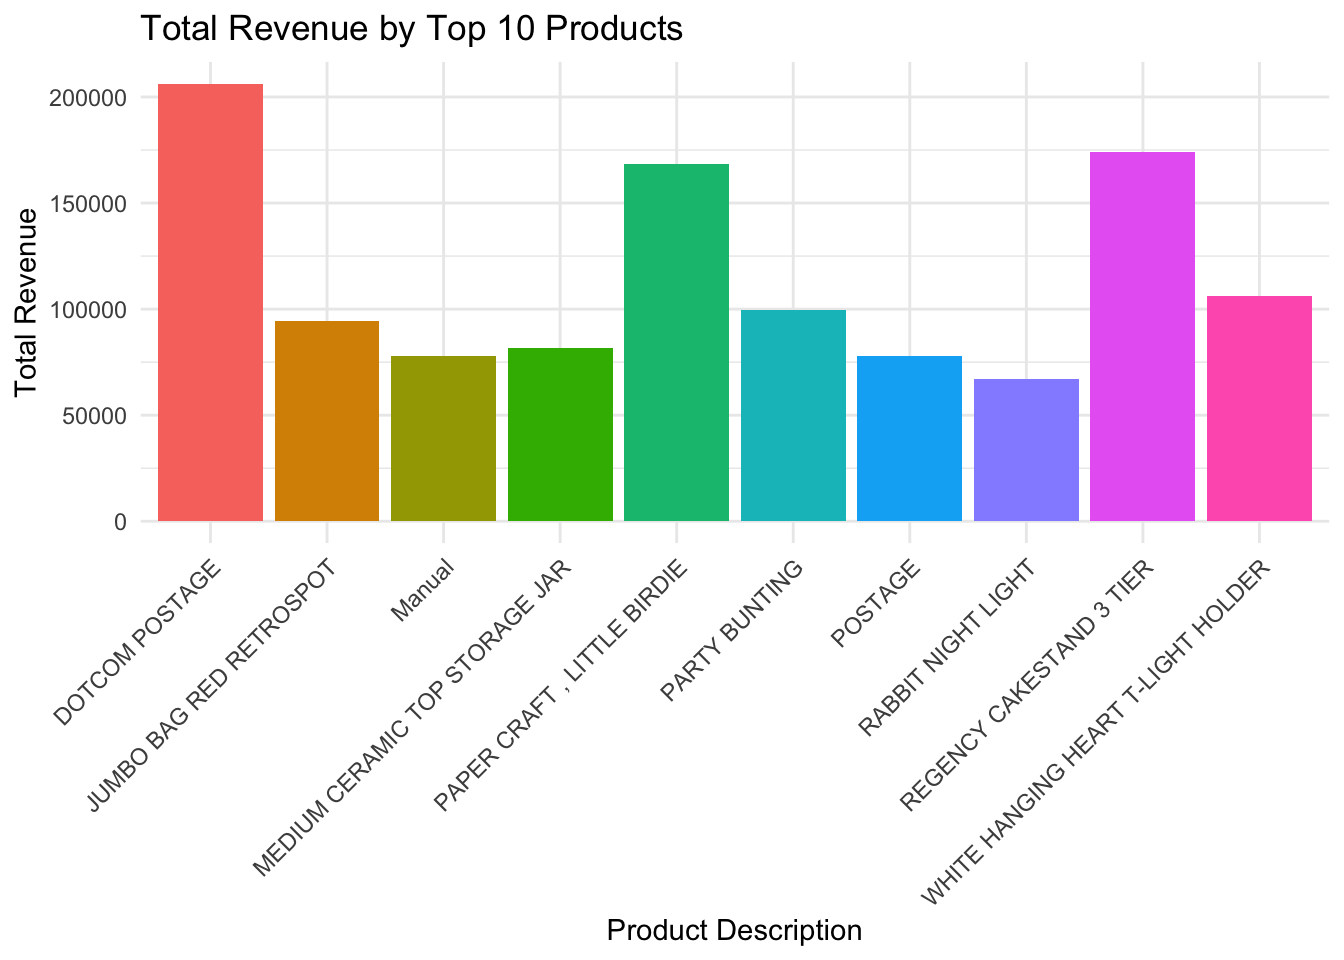 Total Revenue by Top 10 Products
Total Revenue
200000
150000
100000
50000
0
DOTCOM POSTAGE
JUMBO BAG RED RETROSPOT
Manual
MEDIUM CERAMIC TOP STORAGE JAR
PAPER CRAFT , LITTLE BIRDIE
PARTY BUNTING
POSTAGE
RABBIT NIGHT LIGHT
REGENCY CAKESTAND 3 TIER
WHITE HANGING HEART T-LIGHT HOLDER
Product Description